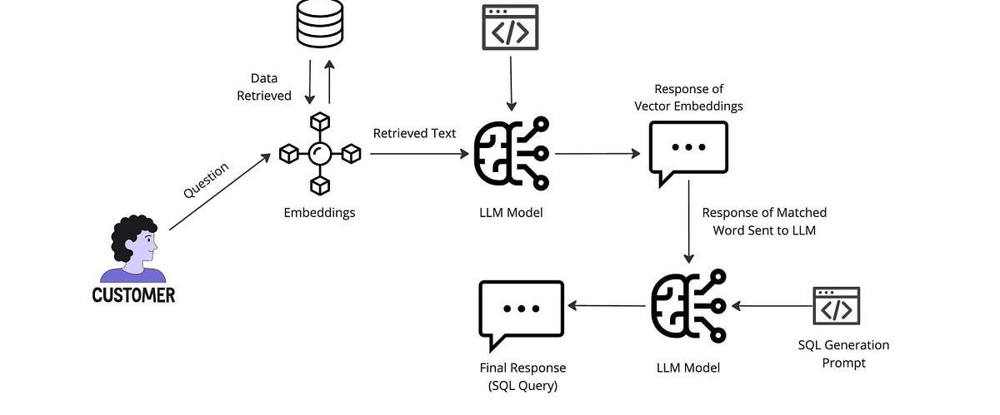 Data
Retrieved
</>
Response of
Vector Embeddings
Retrieved Text
Question
Embeddings
LLM Model
Response of Matched
Word Sent to LLM
CUSTOMER
</>
SQL Generation
Prompt
LLM Model
Final Response
(SQL Query)